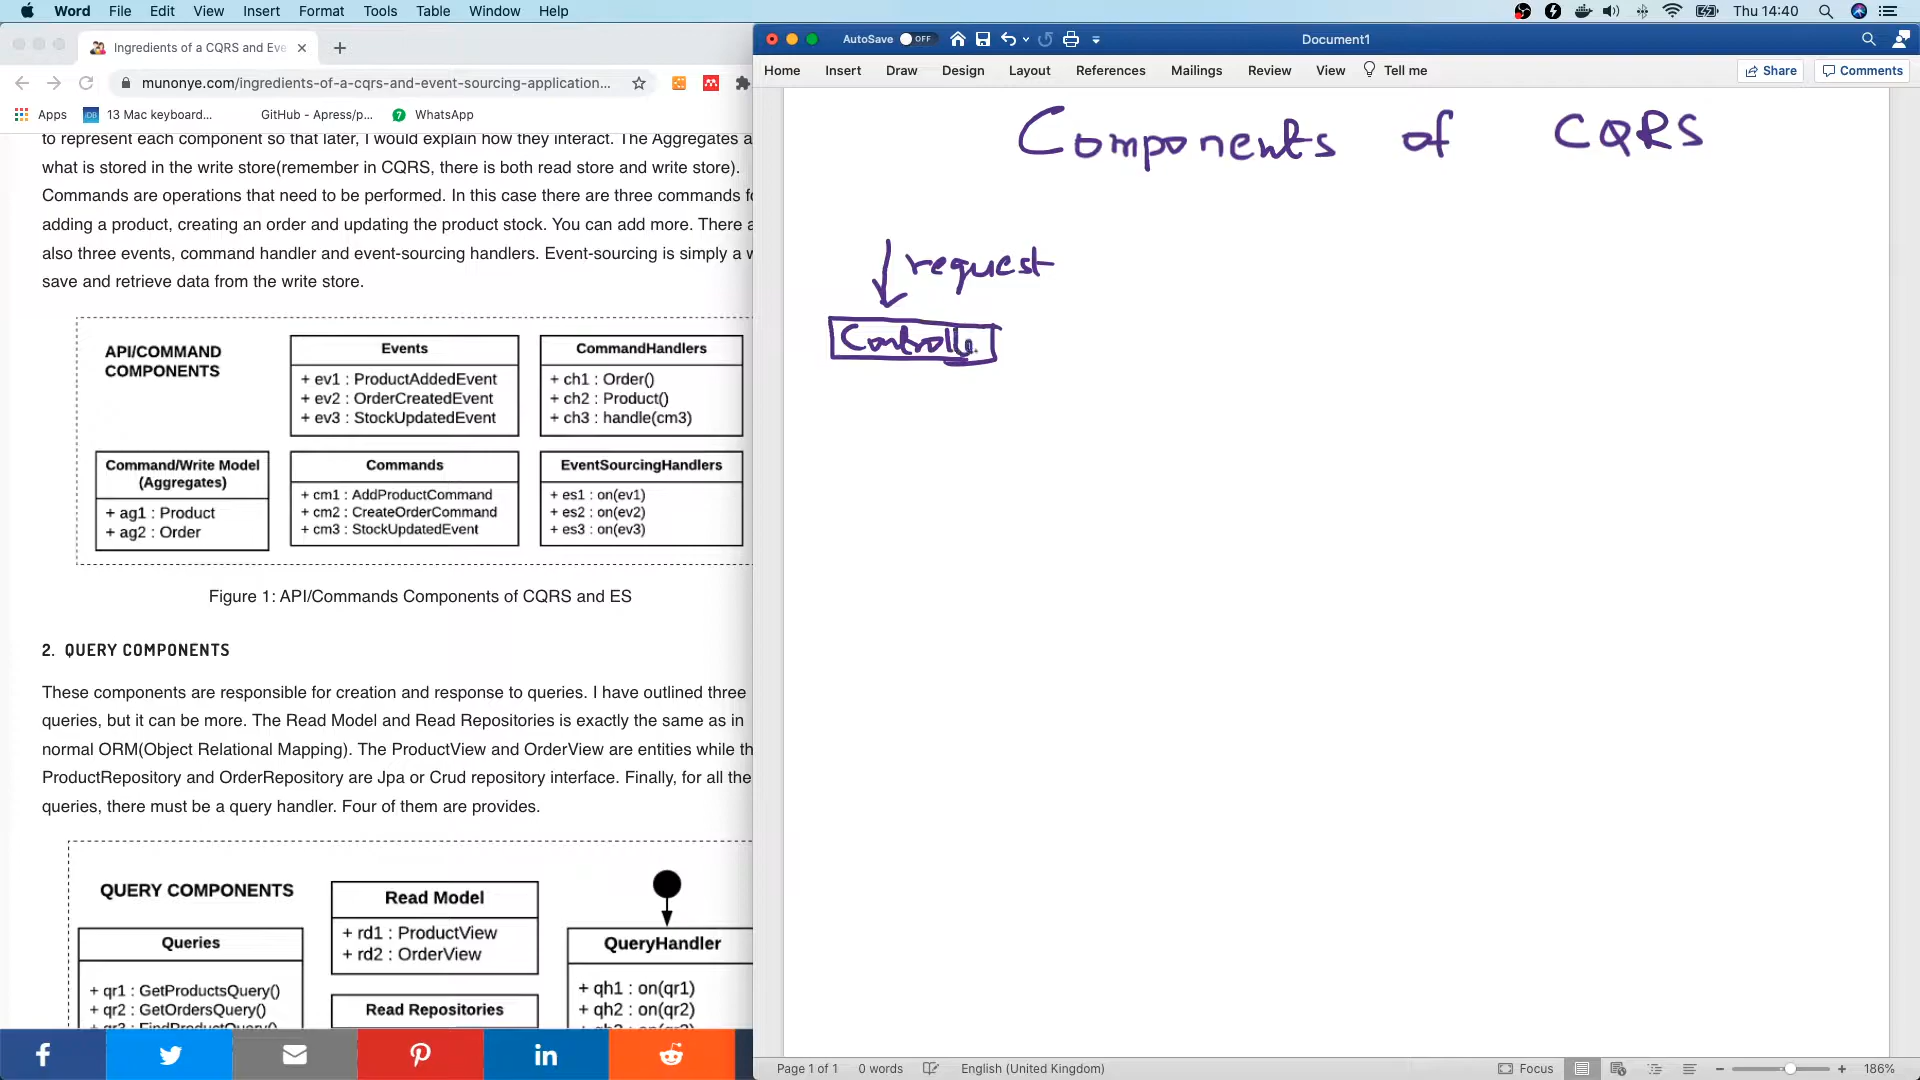 Word File Edit View Insert Format Tools Table Window Help
Thu 14:40
Ingredients of a CQRS and Eve
munonye.com/ingredients-of-a-cqrs-and-event-sourcing-application...
Apps 13 Mac keyboard... GitHub - Apress/p... WhatsApp
to represent each component so that later, I would explain how they interact. The Aggregates a
what is stored in the write store(remember in CQRS, there is both read store and write store).
Commands are operations that need to be performed. In this case there are three commands fo
adding a product, creating an order and updating the product stock. You can add more. There a
also three events, command handler and event-sourcing handlers. Event-sourcing is simply a w
save and retrieve data from the write store.
API/COMMAND
COMPONENTS
Events
+ ev1 : ProductAddedEvent
+ ev2 : OrderCreatedEvent
+ ev3 : StockUpdatedEvent
CommandHandlers
+ ch1 : Order()
+ ch2 : Product()
+ ch3 : handle(cm3)
Command/Write Model
(Aggregates)
+ ag1 : Product
+ ag2 : Order
Commands
+ cm1 : AddProductCommand
+ cm2 : CreateOrderCommand
+ cm3 : StockUpdatedEvent
EventSourcingHandlers
+ es1 : on(ev1)
+ es2 : on(ev2)
+ es3 : on(ev3)
Figure 1: API/Commands Components of CQRS and ES
2. QUERY COMPONENTS
These components are responsible for creation and response to queries. I have outlined three
queries, but it can be more. The Read Model and Read Repositories is exactly the same as in
normal ORM(Object Relational Mapping). The ProductView and OrderView are entities while th
ProductRepository and OrderRepository are Jpa or Crud repository interface. Finally, for all the
queries, there must be a query handler. Four of them are provides.
QUERY COMPONENTS
Queries
+ qr1 : GetProductsQuery()
+ qr2 : GetOrdersQuery()
+ qr3 : FindProductQuery()
Read Model
+ rd1 : ProductView
+ rd2 : OrderView
Read Repositories
QueryHandler
+ qh1 : on(qr1)
+ qh2 : on(qr2)
AutoSave OFF
Document1
Home Insert Draw Design Layout References Mailings Review View Tell me
Share Comments
Components of CQRS
request
Controlle
Page 1 of 1 0 words English (United Kingdom)
Focus 186%